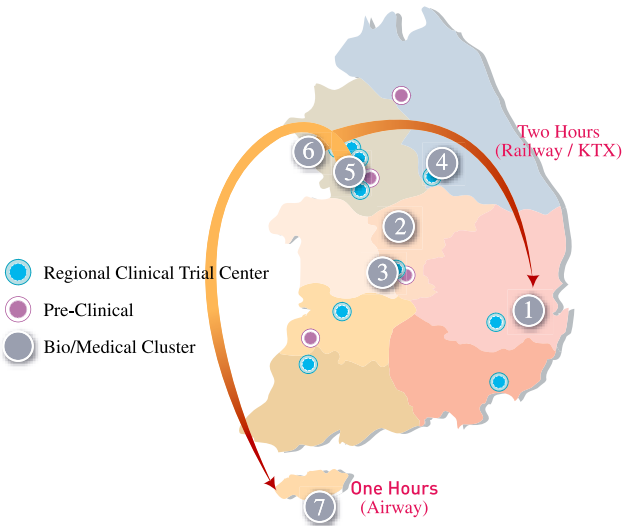 Two Hours
(Railway / KTX)
6
5
4
2
3
1
Regional Clinical Trial Center
Pre-Clinical
Bio/Medical Cluster
One Hours
(Airway)
7